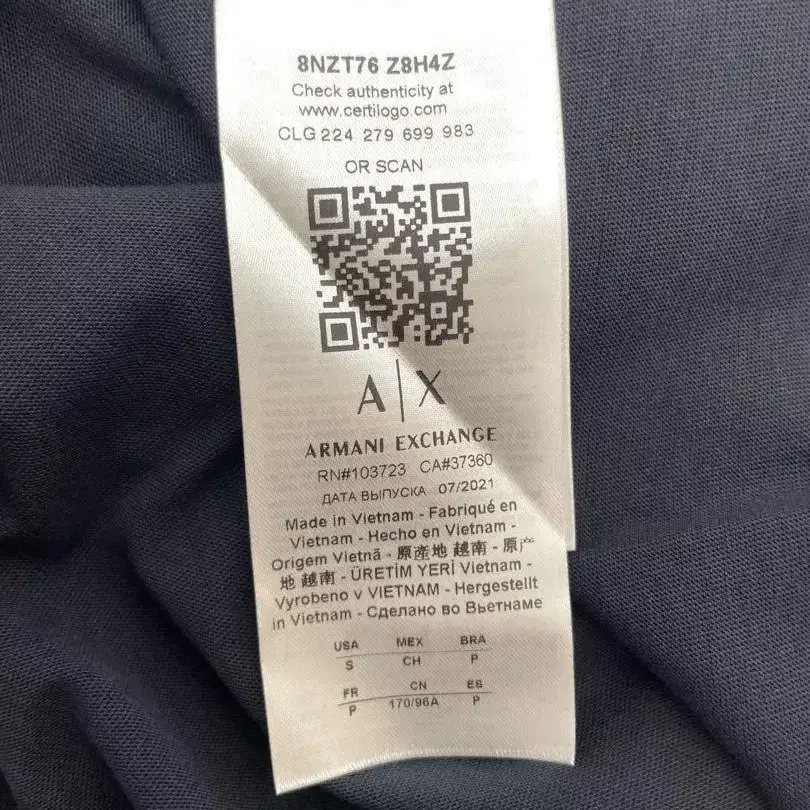 8NZT76 Z8H4Z
Check authenticity at
www.certilogo.com
CLG 224 279 699 983
OR SCAN
A|X
ARMANI EXCHANGE
RN#103723 CA#37360
ДАТА ВЫПУСКА 07/2021
Made in Vietnam - Fabriqué en
Vietnam - Hecho en Vietnam -
Origem Vietnã - 原產地 越南 - 原产
地 越南 - ÜRETİM YERİ Vietnam -
Vyrobeno v VIETNAM - Hergestellt
in Vietnam - Сделано во Вьетнаме
USA MEX BRA
S CH P
FR CN ES
P 170/96A P